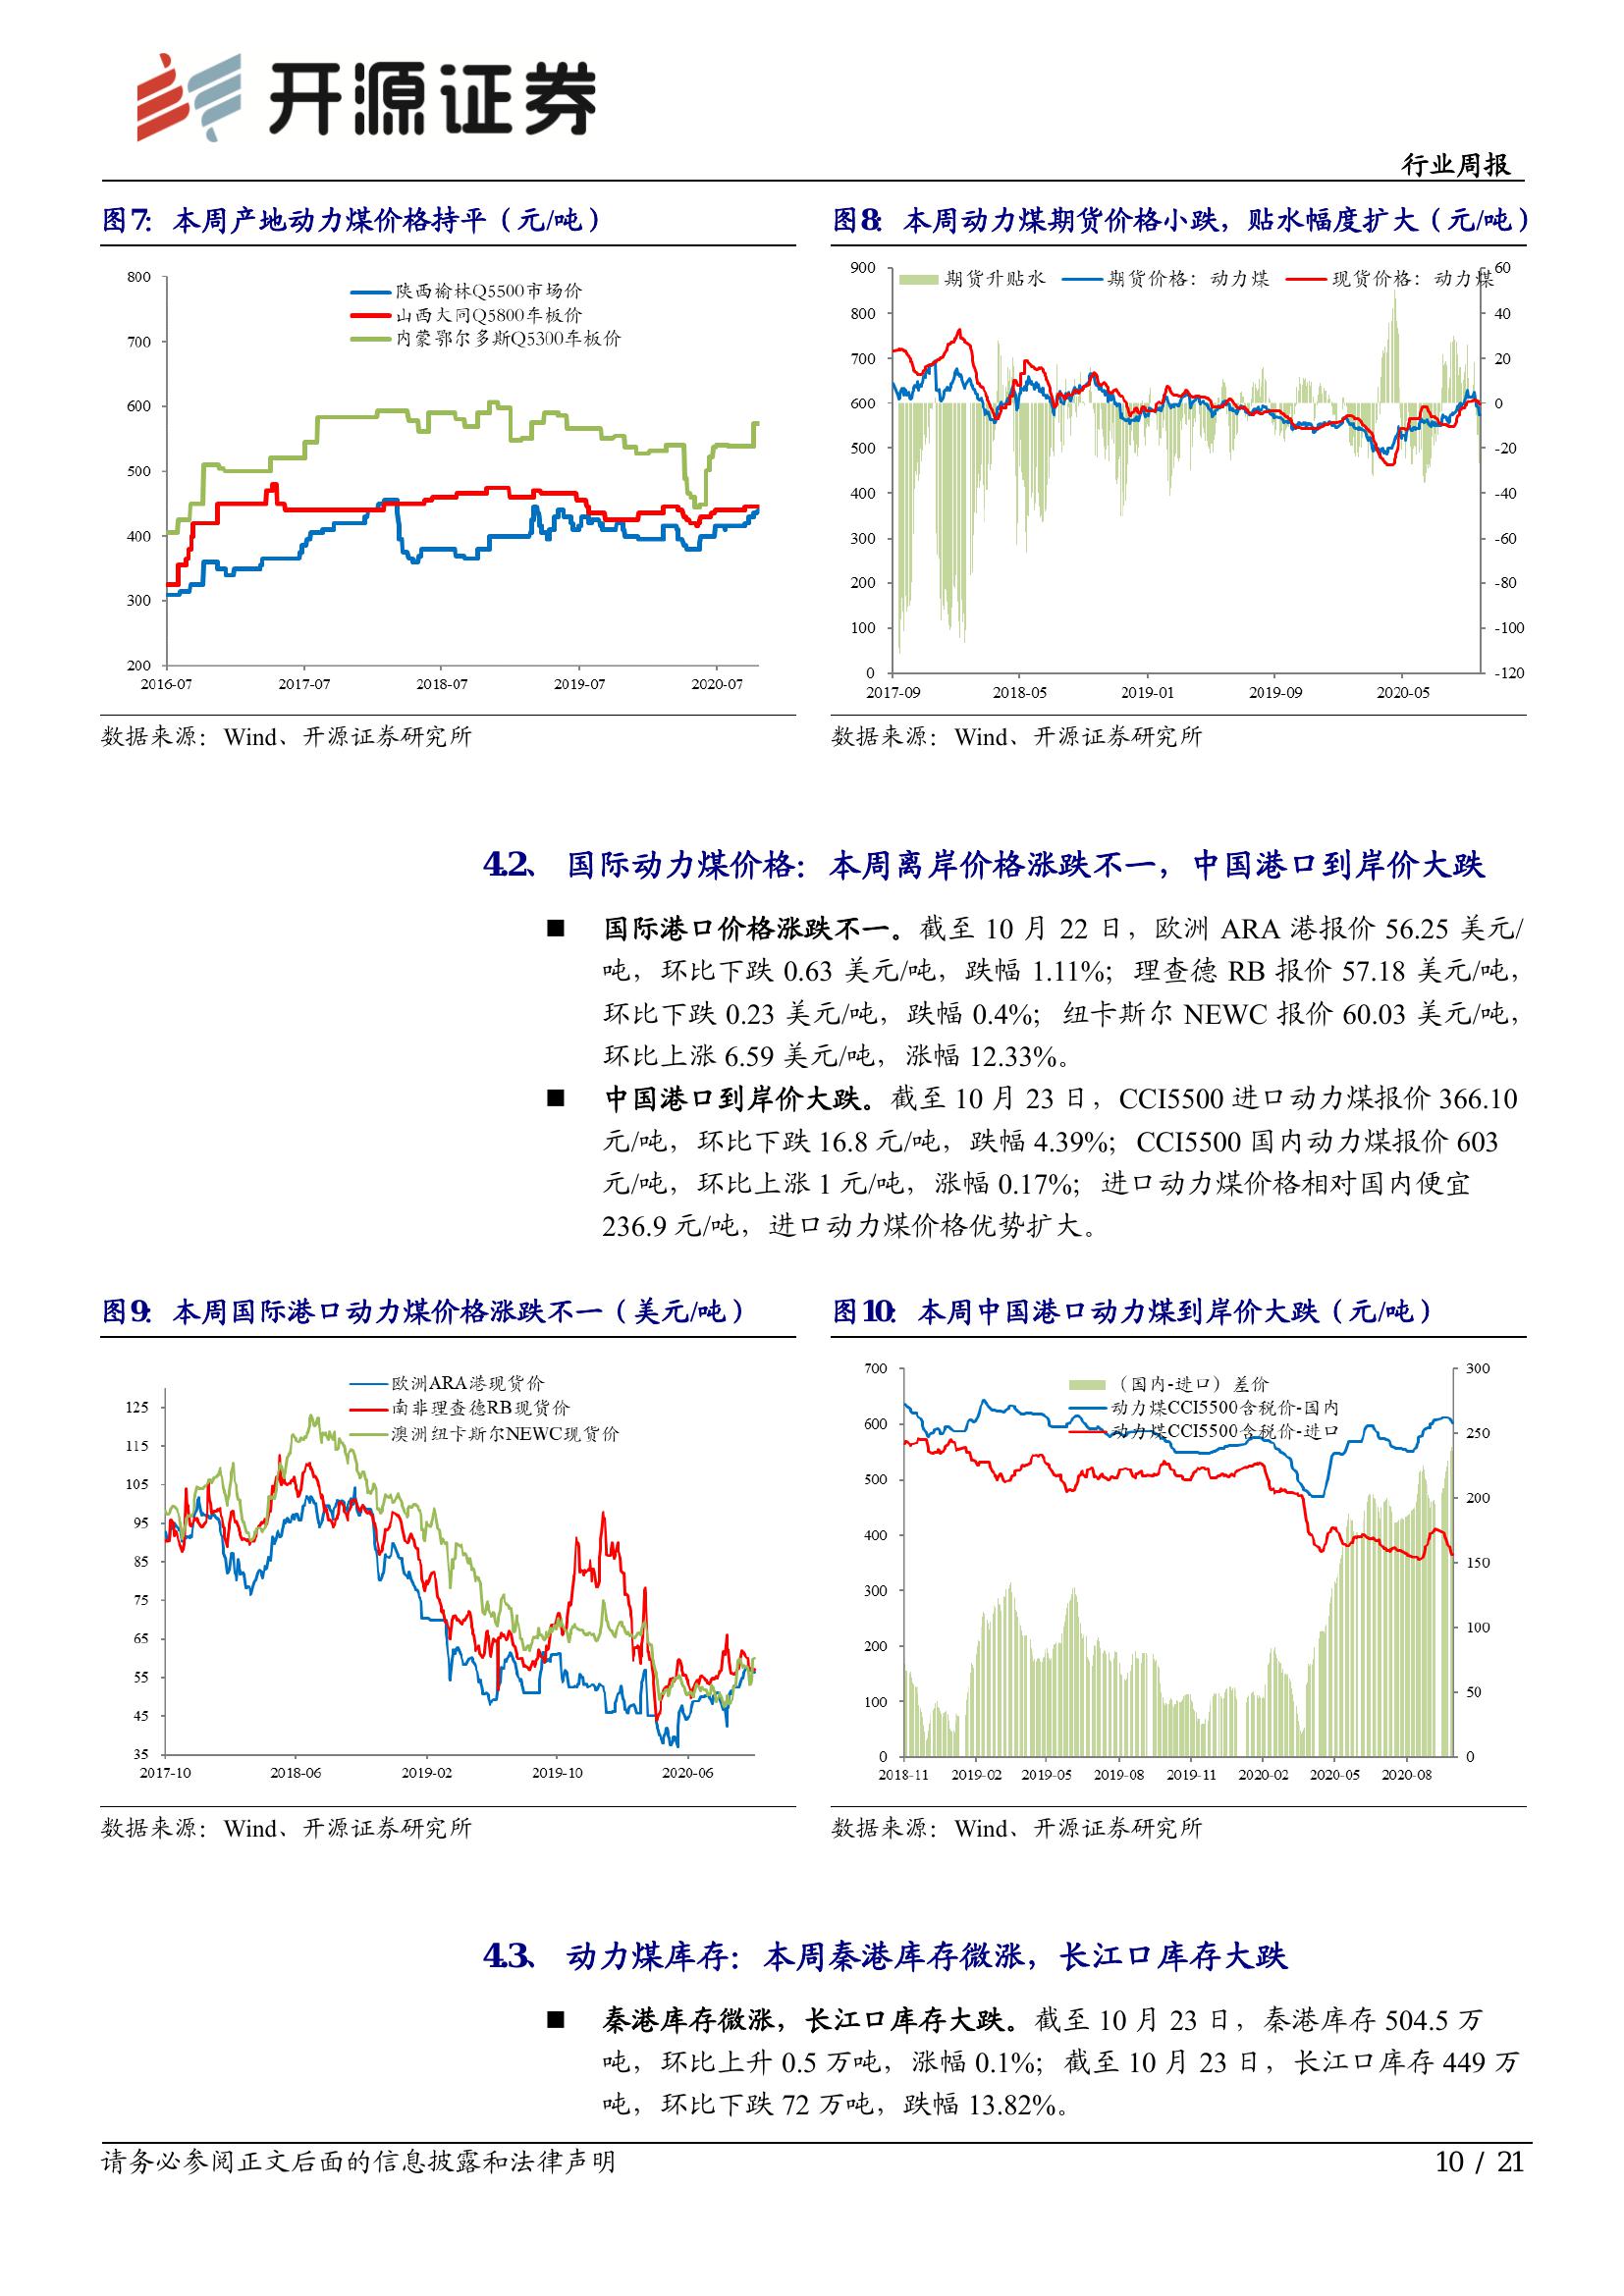 开源证券
行业周报
图7：本周产地动力煤价格持平（元/吨）
800
700
600
500
400
300
200
陕西榆林Q5500市场价
山西大同Q5800车板价
内蒙鄂尔多斯Q5300车板价
2016-07 2017-07 2018-07 2019-07 2020-07
数据来源：Wind、开源证券研究所
图8：本周动力煤期货价格小跌，贴水幅度扩大（元/吨）
900
800
700
600
500
400
300
200
100
0
期货升贴水 期货价格：动力煤 现货价格：动力煤
60
40
20
0
-20
-40
-60
-80
-100
-120
2017-09 2018-05 2019-01 2019-09 2020-05
数据来源：Wind、开源证券研究所
4.2、 国际动力煤价格：本周离岸价格涨跌不一，中国港口到岸价大跌
■ 国际港口价格涨跌不一。截至 10 月 22 日，欧洲 ARA 港报价 56.25 美元/
吨，环比下跌 0.63 美元/吨，跌幅 1.11%；理查德 RB 报价 57.18 美元/吨，
环比下跌 0.23 美元/吨，跌幅 0.4%；纽卡斯尔 NEWC 报价 60.03 美元/吨，
环比上涨 6.59 美元/吨，涨幅 12.33%。
■ 中国港口到岸价大跌。截至 10 月 23 日，CCI5500 进口动力煤报价 366.10
元/吨，环比下跌 16.8 元/吨，跌幅 4.39%；CCI5500 国内动力煤报价 603
元/吨，环比上涨 1 元/吨，涨幅 0.17%；进口动力煤价格相对国内便宜
236.9 元/吨，进口动力煤价格优势扩大。
图9：本周国际港口动力煤价格涨跌不一（美元/吨）
125
115
105
95
85
75
65
55
45
35
欧洲ARA港现货价
南非理查德RB现货价
澳洲纽卡斯尔NEWC现货价
2017-10 2018-06 2019-02 2019-10 2020-06
数据来源：Wind、开源证券研究所
图10：本周中国港口动力煤到岸价大跌（元/吨）
700
600
500
400
300
200
100
0
（国内-进口）差价
动力煤CCI5500含税价-国内
动力煤CCI5500含税价-进口
300
250
200
150
100
50
0
2018-11 2019-02 2019-05 2019-08 2019-11 2020-02 2020-05 2020-08
数据来源：Wind、开源证券研究所
4.3、 动力煤库存：本周秦港库存微涨，长江口库存大跌
■ 秦港库存微涨，长江口库存大跌。截至 10 月 23 日，秦港库存 504.5 万
吨，环比上升 0.5 万吨，涨幅 0.1%；截至 10 月 23 日，长江口库存 449 万
吨，环比下跌 72 万吨，跌幅 13.82%。
请务必参阅正文后面的信息披露和法律声明
10 / 21